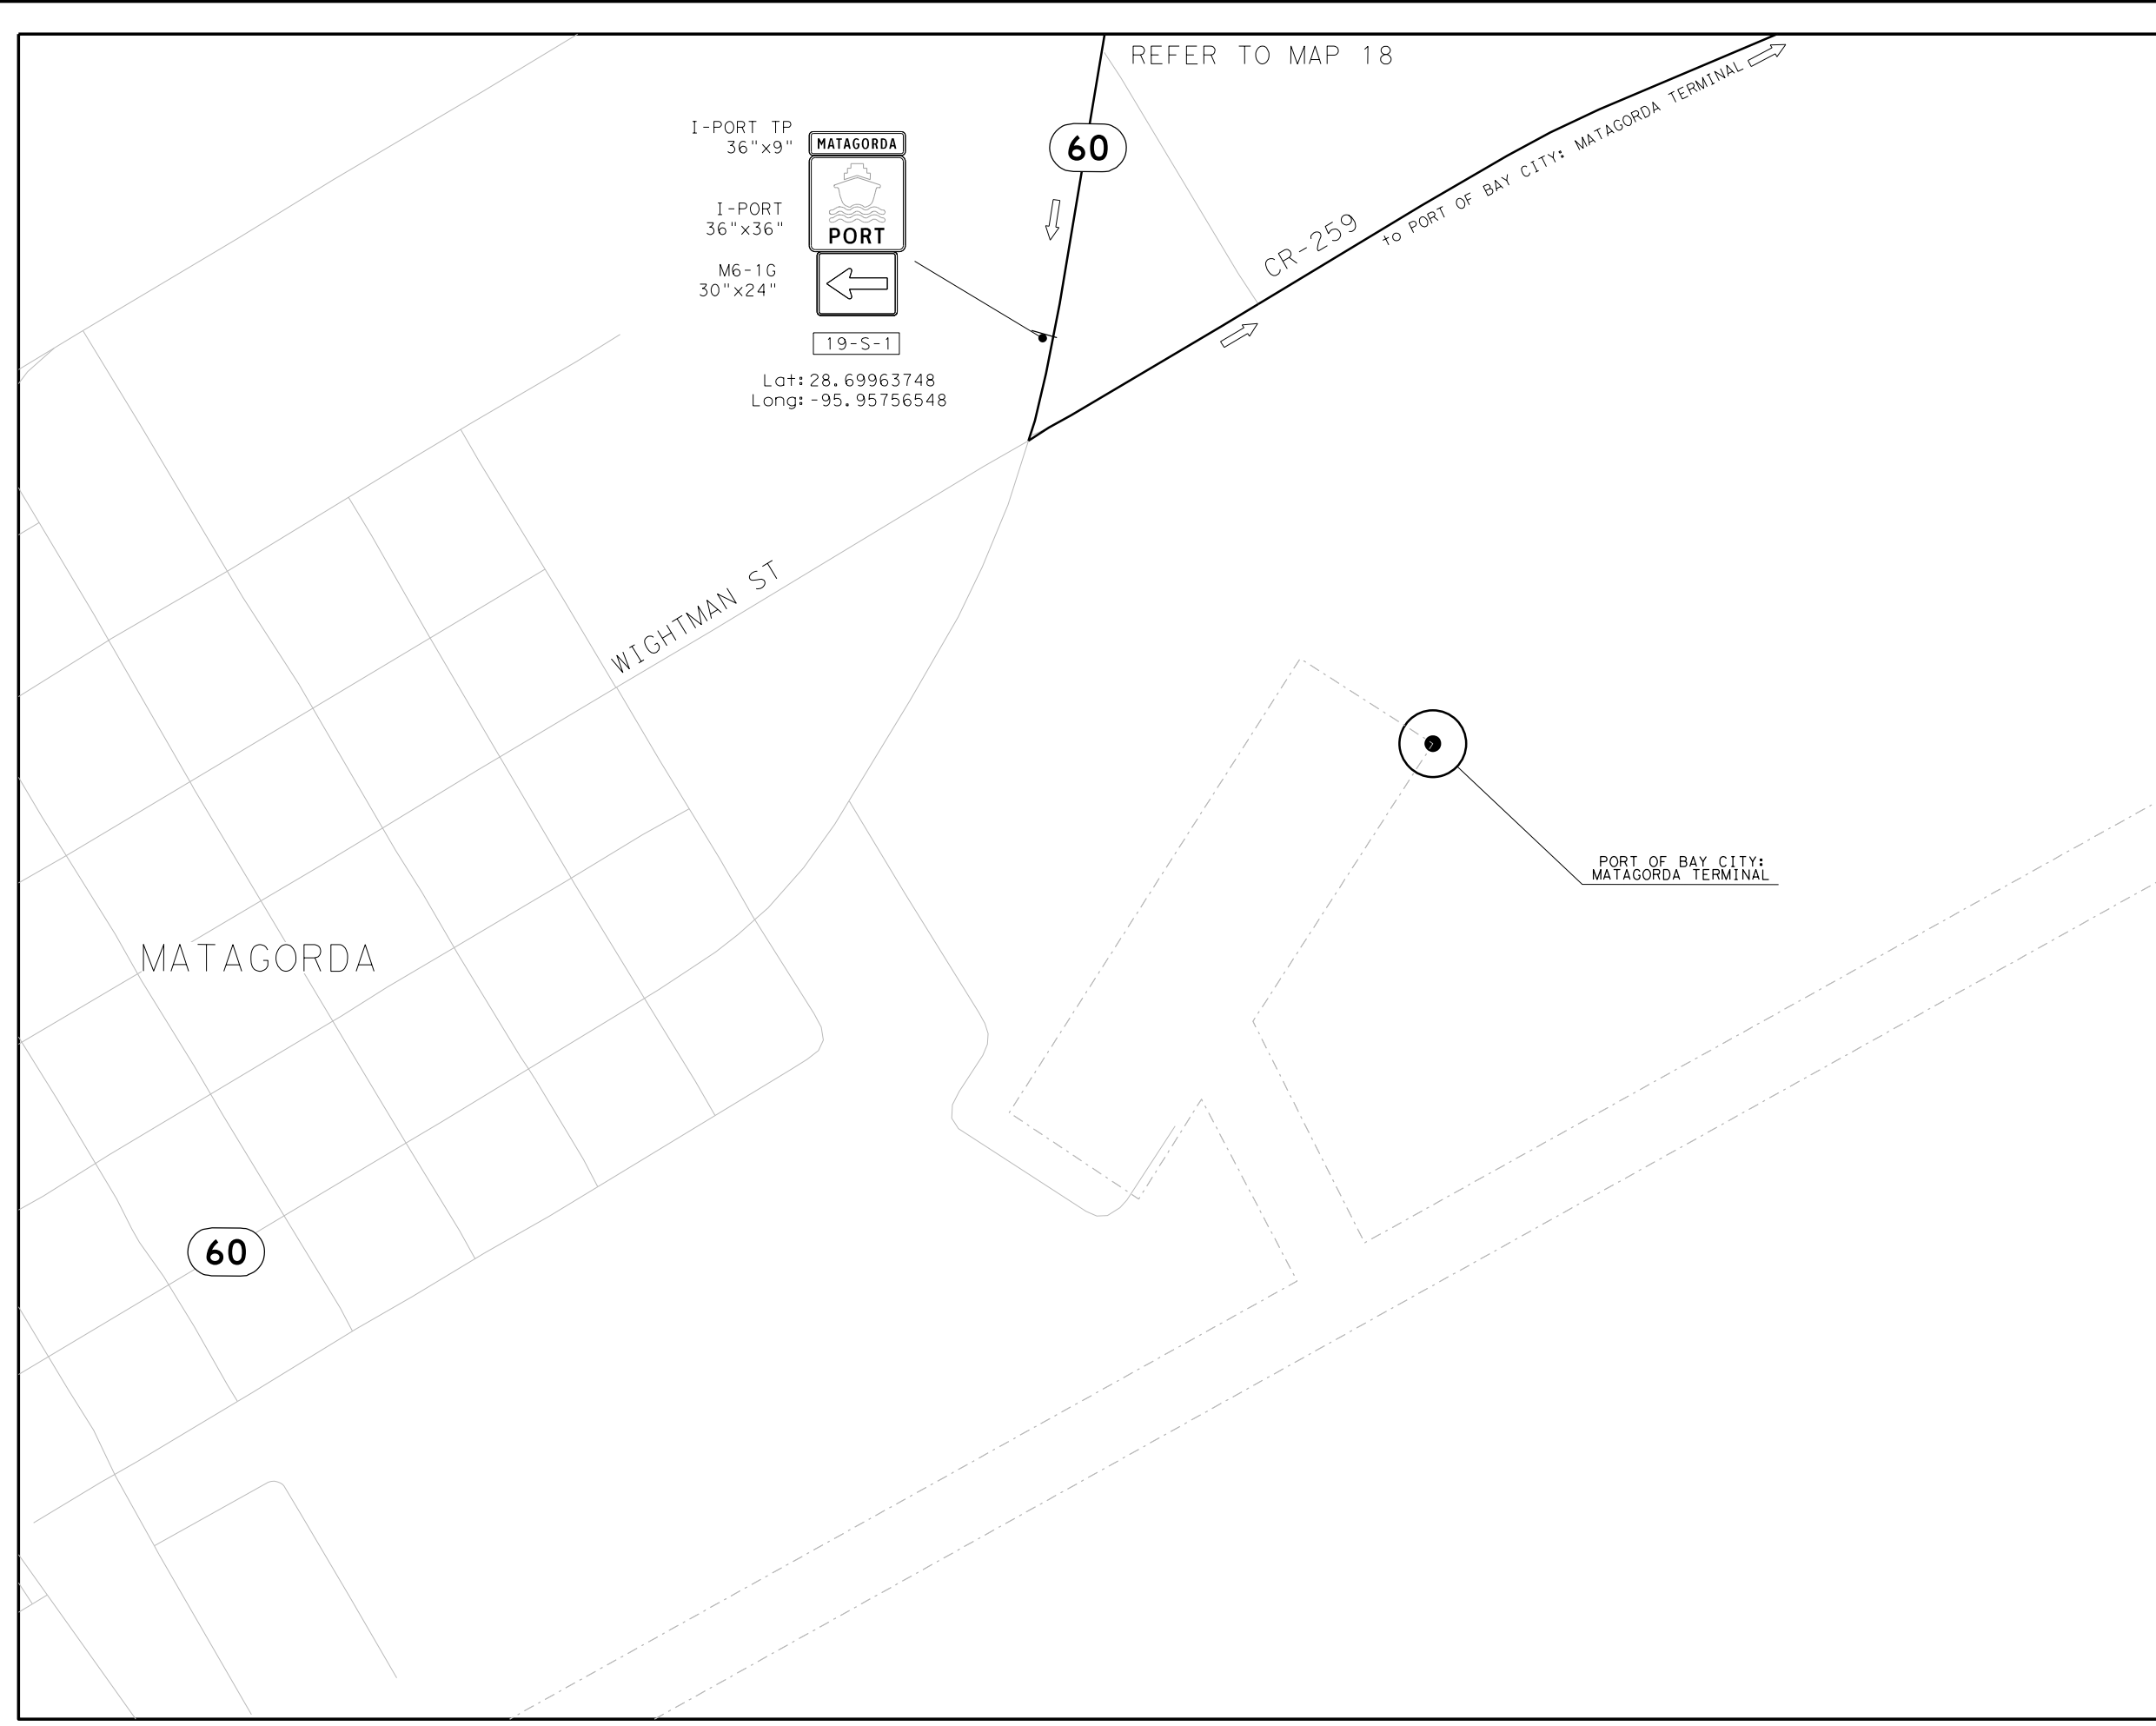 REFER TO MAP 18
I-PORT TP
36"x9"
MATAGORDA
I-PORT
36"x36"
PORT
M6-1G
30"x24"
19-S-1
Lat:28.69963748
Long:-95.95756548
60
CR-259
to PORT OF BAY CITY: MATAGORDA TERMINAL
WIGHTMAN ST
PORT OF BAY CITY:
MATAGORDA TERMINAL
MATAGORDA
60